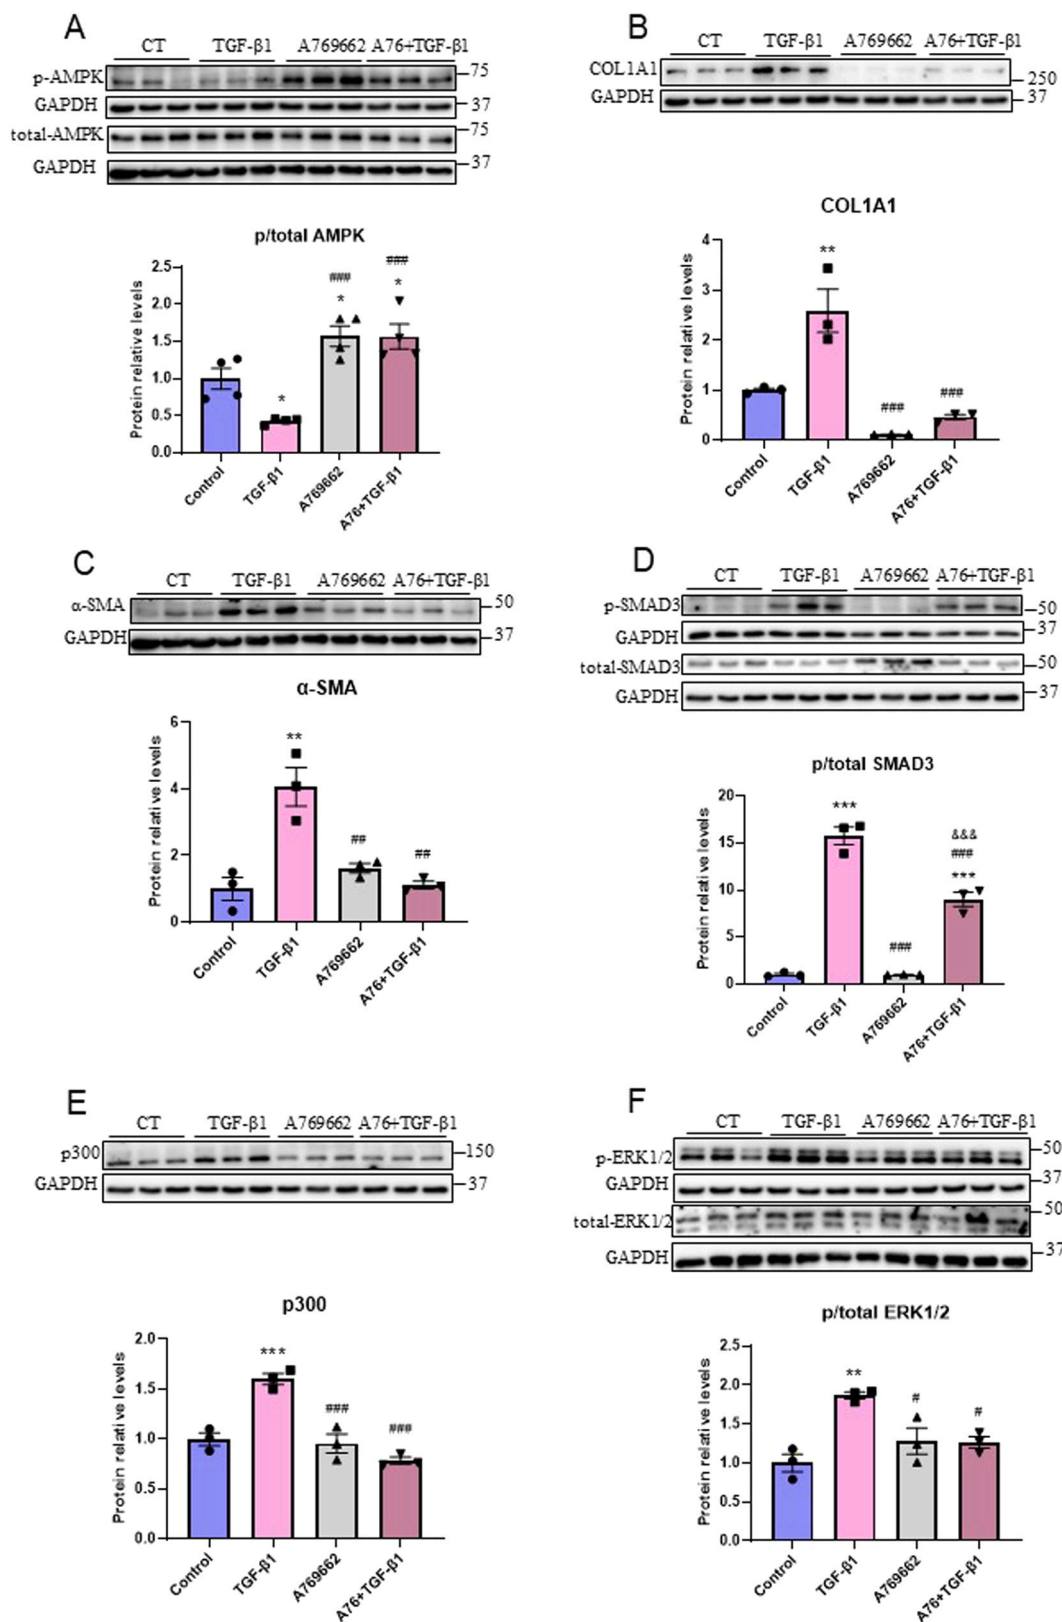 A
CT TGF-β1 A769662 A76+TGF-β1
p-AMPK 75
GAPDH 37
total-AMPK 75
GAPDH 37
p/total AMPK
Protein relative levels
2.5
2.0
1.5
1.0
0.5
0.0
### ###
* * *
Control TGF-β1 A769662 A76+TGF-β1
B
CT TGF-β1 A769662 A76+TGF-β1
COL1A1 250
GAPDH 37
COL1A1
Protein relative levels
4
3
2
1
0
**
### ###
Control TGF-β1 A769662 A76+TGF-β1
C
CT TGF-β1 A769662 A76+TGF-β1
α-SMA 50
GAPDH 37
α-SMA
Protein relative levels
6
4
2
0
**
## ##
Control TGF-β1 A769662 A76+TGF-β1
D
CT TGF-β1 A769662 A76+TGF-β1
p-SMAD3 50
GAPDH 37
total-SMAD3 50
GAPDH 37
p/total SMAD3
Protein relative levels
20
15
10
5
0
***
&&&
###
***
###
Control TGF-β1 A769662 A76+TGF-β1
E
CT TGF-β1 A769662 A76+TGF-β1
p300 150
GAPDH 37
p300
Protein relative levels
2.0
1.5
1.0
0.5
0.0
***
### ###
Control TGF-β1 A769662 A76+TGF-β1
F
CT TGF-β1 A769662 A76+TGF-β1
p-ERK1/2 50
GAPDH 37
total-ERK1/2 50
GAPDH 37
p/total ERK1/2
Protein relative levels
2.5
2.0
1.5
1.0
0.5
0.0
**
# #
Control TGF-β1 A769662 A76+TGF-β1